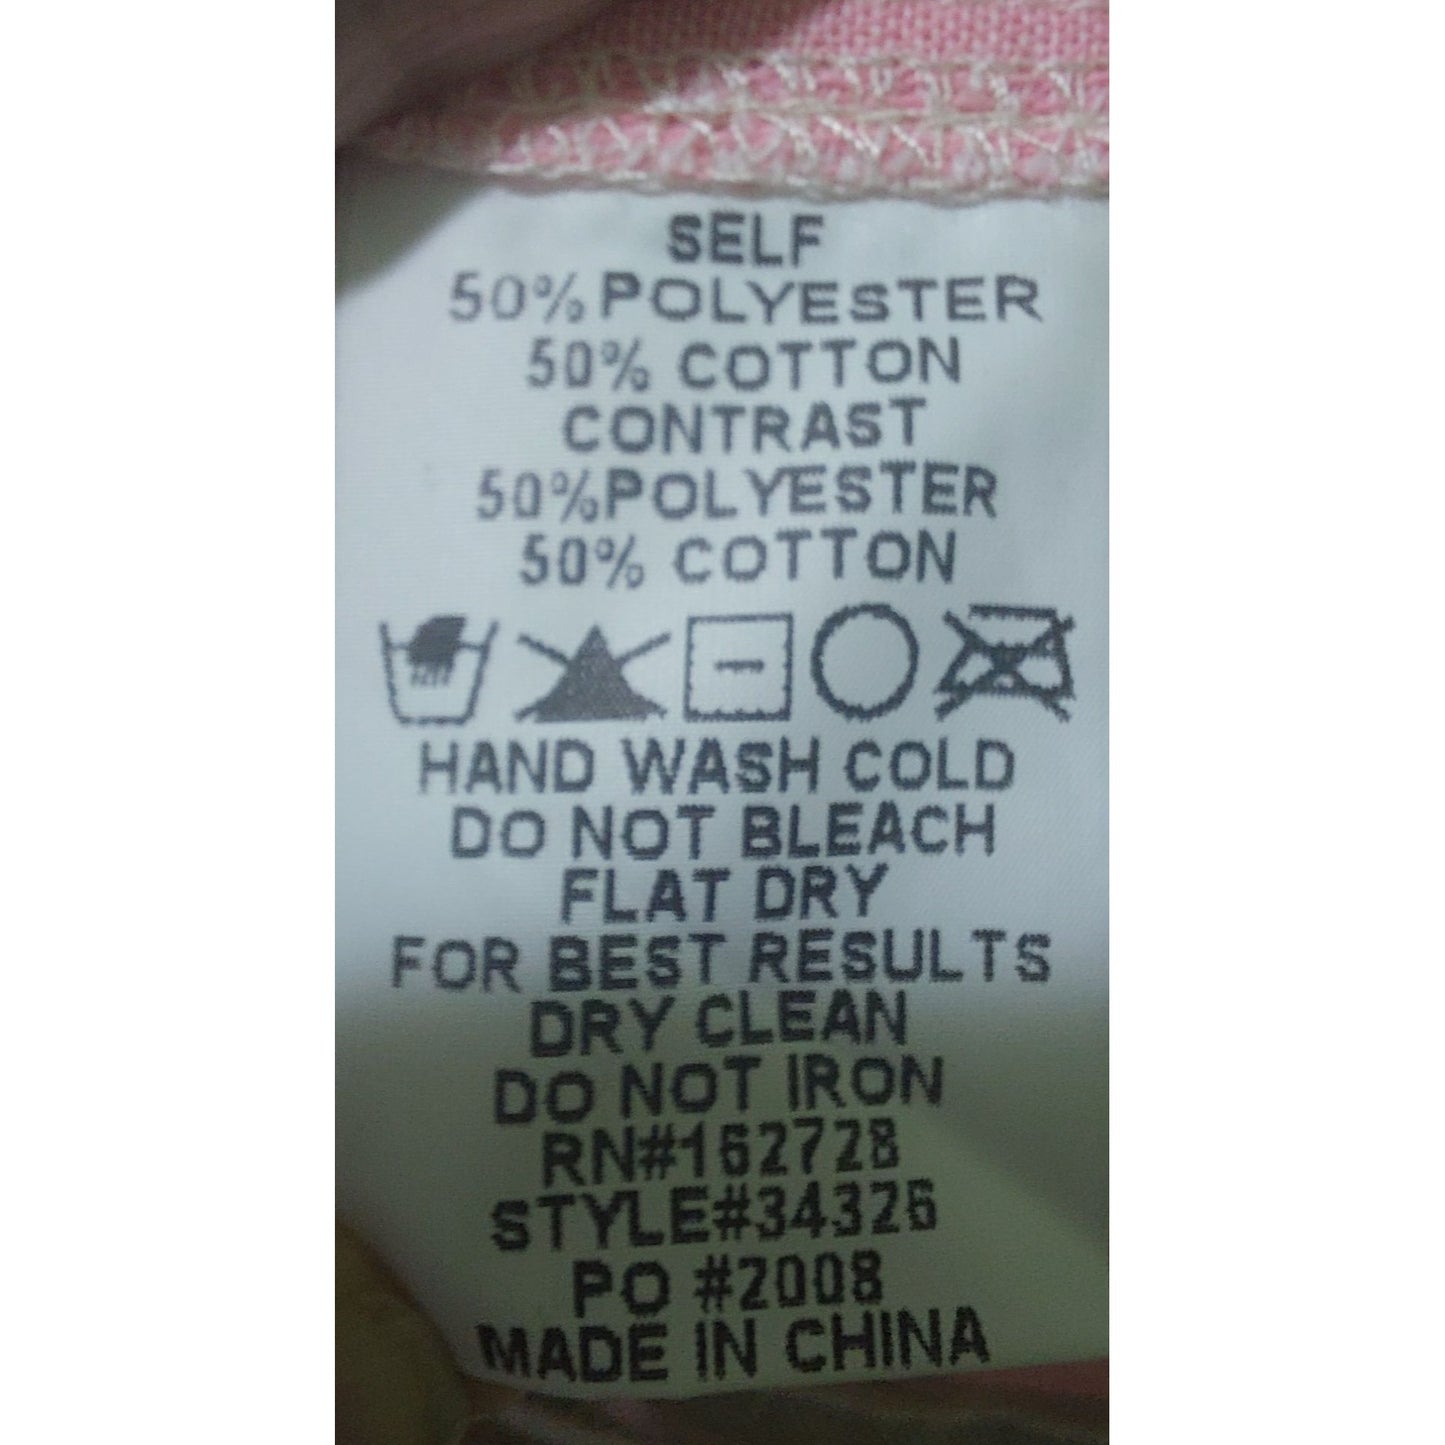 SELF
50%POLYESTER
50% COTTON
CONTRAST
50%POLYESTER
50% COTTON
HAND WASH COLD
DO NOT BLEACH
FLAT DRY
FOR BEST RESULTS
DRY CLEAN
DO NOT IRON
RN#162728
STYLE#34326
PO #2008
MADE IN CHINA